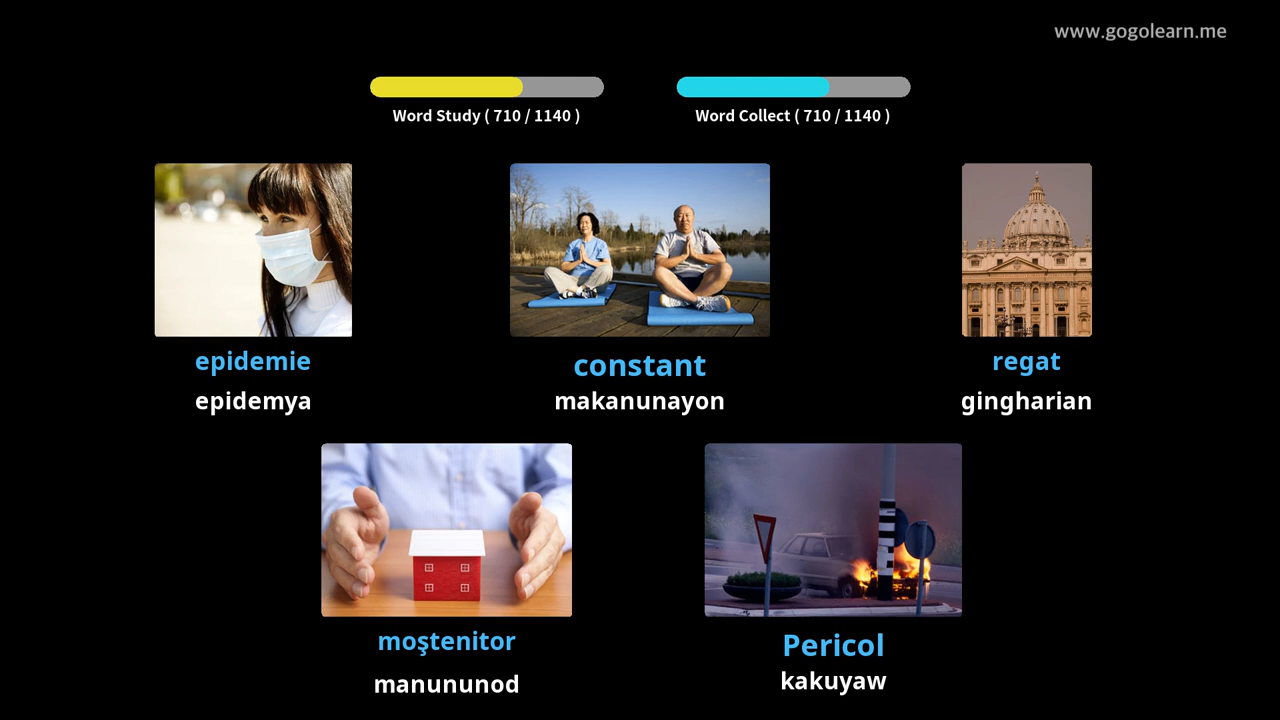 www.gogolearn.me
Word Study ( 710 / 1140 )
Word Collect ( 710 / 1140 )
epidemie
epidemya
constant
makanunayon
regat
gingharian
moştenitor
manununod
Pericol
kakuyaw